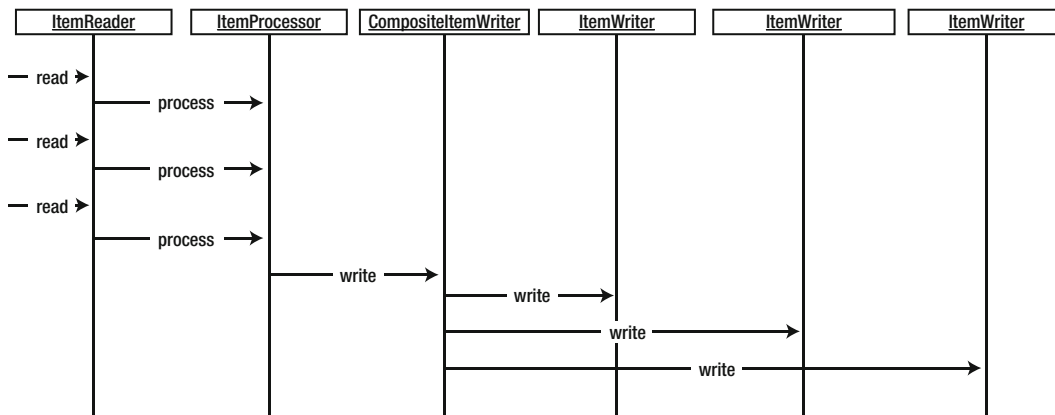 ItemReader ItemProcessor CompositeItemWriter ItemWriter ItemWriter ItemWriter
read
process
read
process
read
process
write
write
write
write